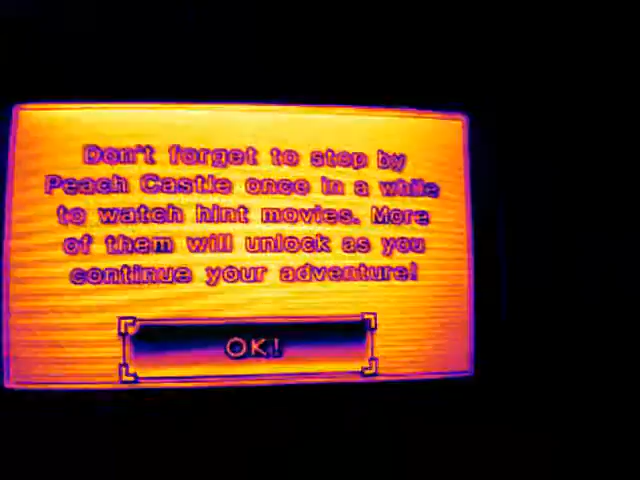 Don't forget to stop by
Peach Castle once in a while
to watch hint movies. More
of them will unlock as you
continue your adventure!
OK!